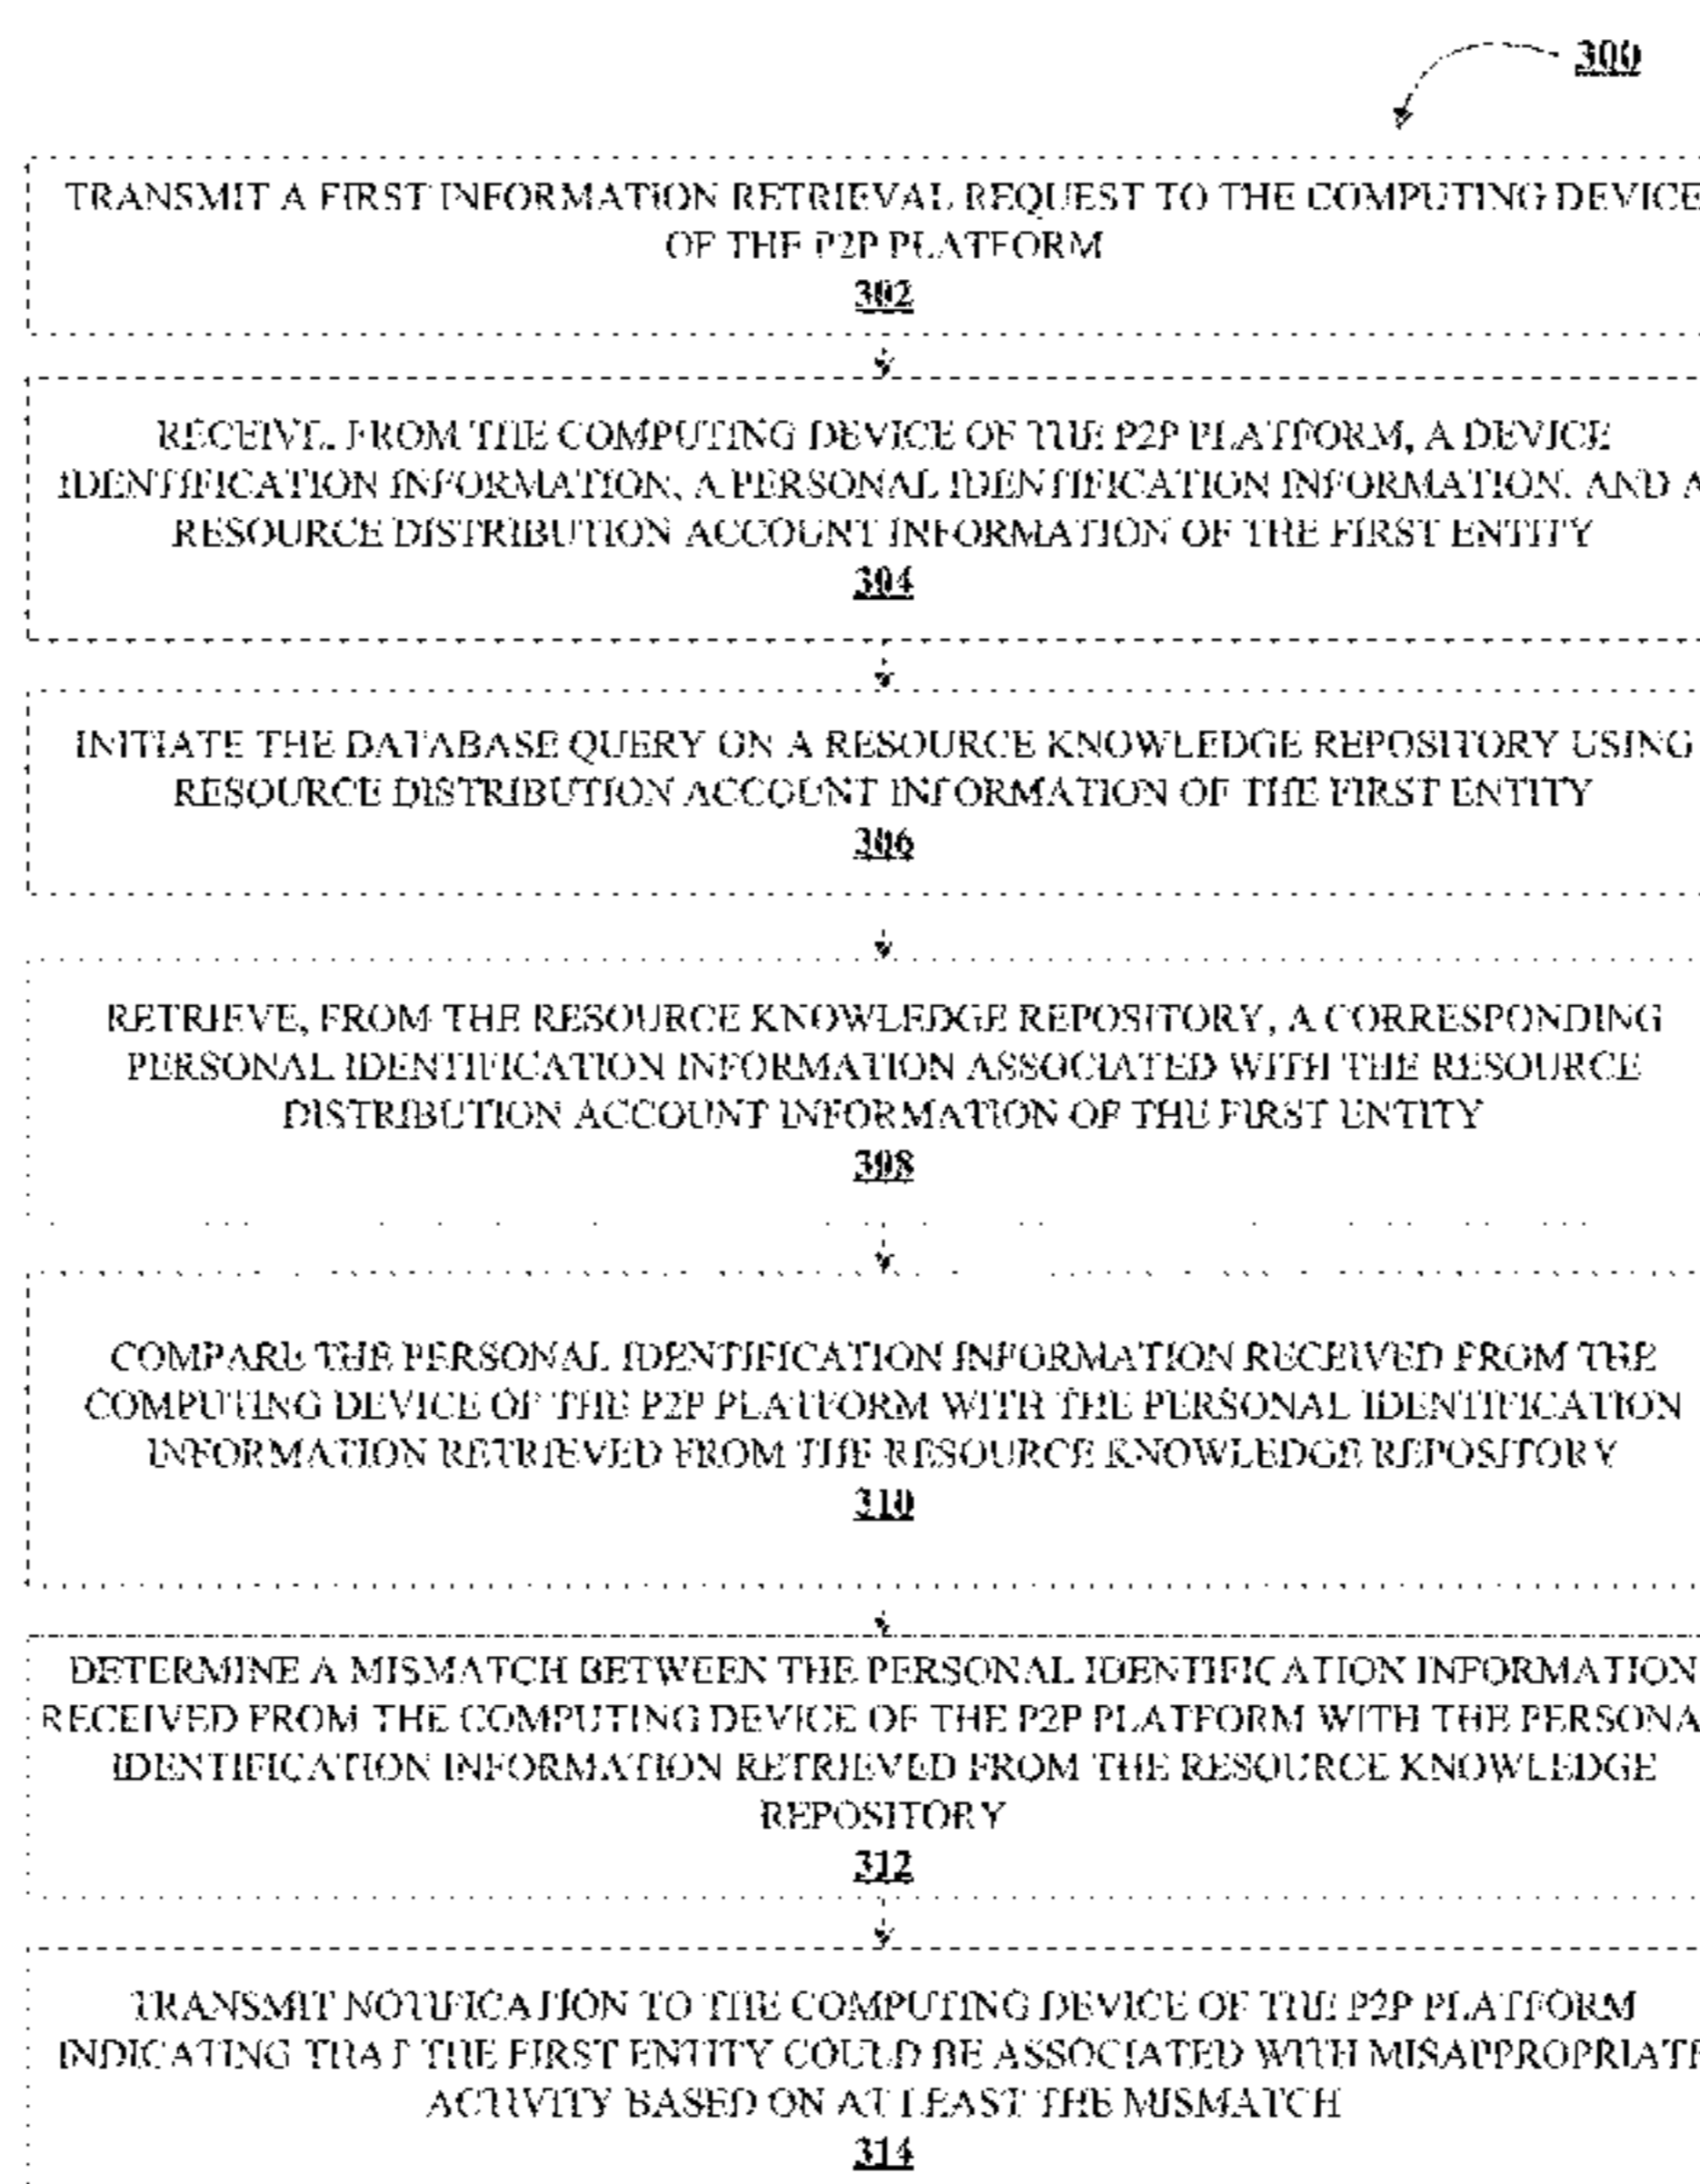 300
TRANSMIT A FIRST INFORMATION RETRIEVAL REQUEST TO THE COMPUTING DEVICE
OF THE P2P PLATFORM
302
RECEIVE, FROM THE COMPUTING DEVICE OF THE P2P PLATFORM, A DEVICE
IDENTIFICATION INFORMATION, A PERSONAL IDENTIFICATION INFORMATION, AND A
RESOURCE DISTRIBUTION ACCOUNT INFORMATION OF THE FIRST ENTITY
304
INITIATE THE DATABASE QUERY ON A RESOURCE KNOWLEDGE REPOSITORY USING
RESOURCE DISTRIBUTION ACCOUNT INFORMATION OF THE FIRST ENTITY
306
RETRIEVE, FROM THE RESOURCE KNOWLEDGE REPOSITORY, A CORRESPONDING
PERSONAL IDENTIFICATION INFORMATION ASSOCIATED WITH THE RESOURCE
DISTRIBUTION ACCOUNT INFORMATION OF THE FIRST ENTITY
308
COMPARE THE PERSONAL IDENTIFICATION INFORMATION RECEIVED FROM THE
COMPUTING DEVICE OF THE P2P PLATFORM WITH THE PERSONAL IDENTIFICATION
INFORMATION RETRIEVED FROM THE RESOURCE KNOWLEDGE REPOSITORY
310
DETERMINE A MISMATCH BETWEEN THE PERSONAL IDENTIFICATION INFORMATION
RECEIVED FROM THE COMPUTING DEVICE OF THE P2P PLATFORM WITH THE PERSONA
IDENTIFICATION INFORMATION RETRIEVED FROM THE RESOURCE KNOWLEDGE
REPOSITORY
312
TRANSMIT NOTIFICATION TO THE COMPUTING DEVICE OF THE P2P PLATFORM
INDICATING THAT THE FIRST ENTITY COULD BE ASSOCIATED WITH MISAPPROPRIATE
ACTIVITY BASED ON AT LEAST THE MISMATCH
314